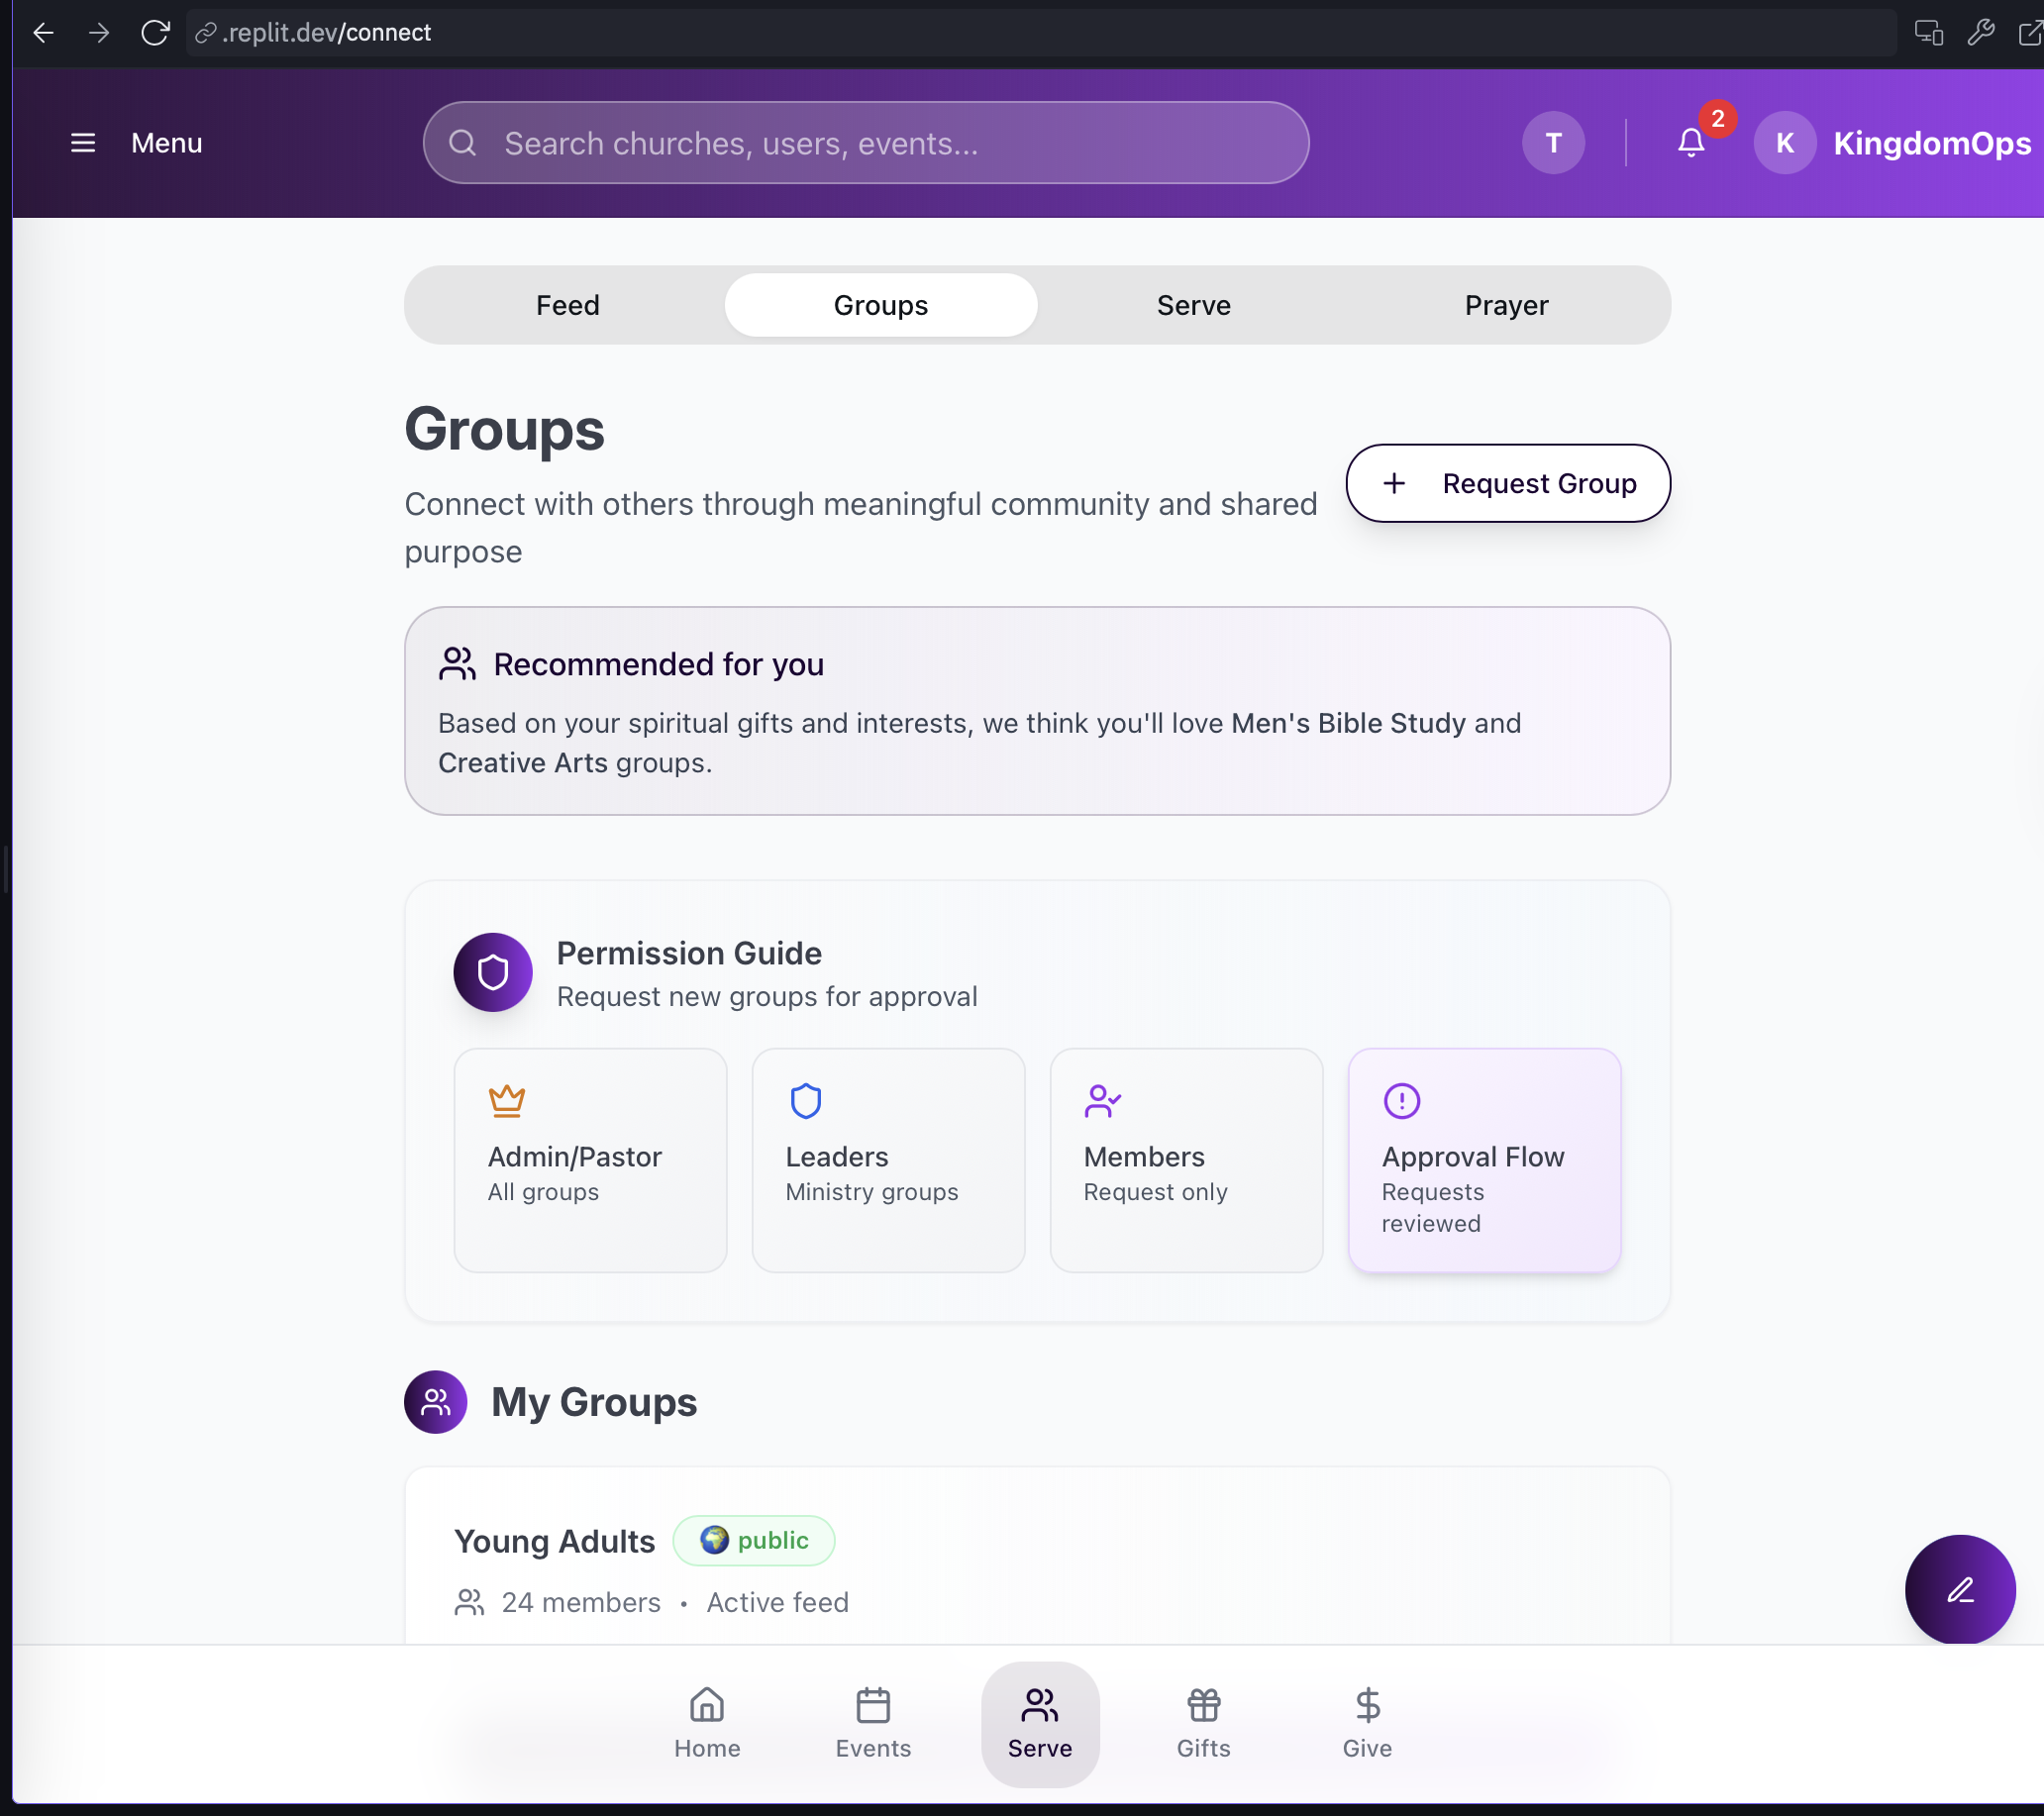 .replit.dev/connect
Menu
Search churches, users, events...
T
2
K
KingdomOps
Feed
Groups
Serve
Prayer
Groups
Connect with others through meaningful community and shared
purpose
Request Group
Recommended for you
Based on your spiritual gifts and interests, we think you'll love Men's Bible Study and
Creative Arts groups.
Permission Guide
Request new groups for approval
Admin/Pastor
All groups
Leaders
Ministry groups
Members
Request only
Approval Flow
Requests
reviewed
My Groups
Young Adults
public
24 members • Active feed
Home
Events
Serve
Gifts
Give